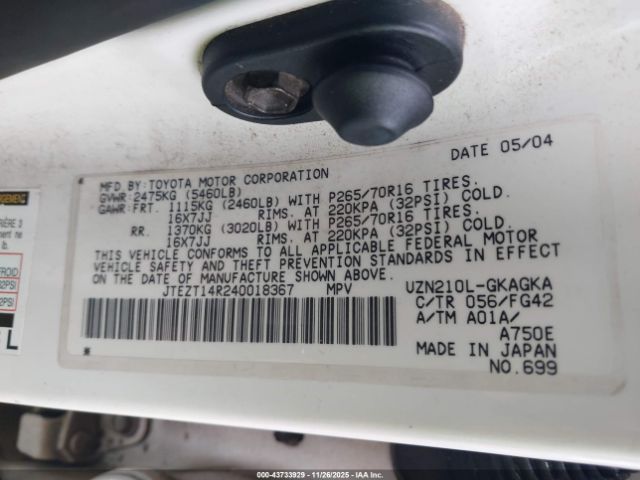 DATE 05/04
MFD BY:TOYOTA MOTOR CORPORATION
GVWR:2475KG (5460LB)
GAWR:FRT. 1115KG (2460LB) WITH P265/70R16 TIRES.
16X7JJ RIMS. AT 220KPA (32PSI) COLD.
RR. 1370KG (3020LB) WITH P265/70R16 TIRES.
16X7JJ RIMS. AT 220KPA (32PSI) COLD.
THIS VEHICLE CONFORMS TO ALL APPLICABLE FEDERAL MOTOR
VEHICLE SAFETY AND THEFT PREVENTION STANDARDS IN EFFECT
ON THE DATE OF MANUFACTURE SHOWN ABOVE.
JTEZT14R240018367 MPV UZN210L-GKAGKA
C/TR 056/FG42
A/TM A01A/
A750E
MADE IN JAPAN
NO.699
L
000-43733929 | 11/26/2025 | IAA, Inc.